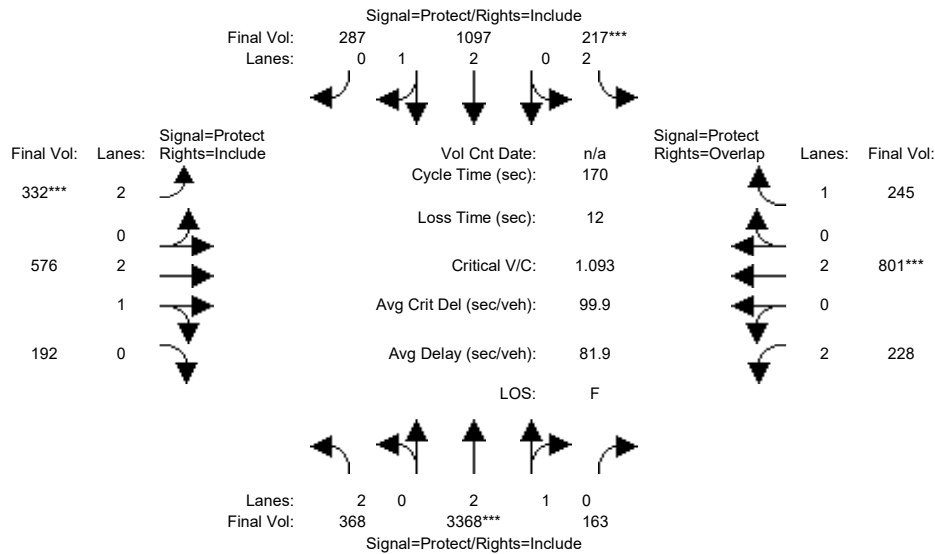 Signal=Protect/Rights=Include
Final Vol: 287 1097 217***
Lanes: 0 1 2 0 2
Signal=Protect
Final Vol: Lanes: Rights=Include
Vol Cnt Date: n/a
Signal=Protect
Rights=Overlap Lanes: Final Vol:
Cycle Time (sec): 170
332*** 2
1 245
Loss Time (sec): 12
0
0
576 2
Critical V/C: 1.093
2 801***
1
Avg Crit Del (sec/veh): 99.9
0
192 0
Avg Delay (sec/veh): 81.9
2 228
LOS: F
Lanes: 2 0 2 1 0
Final Vol: 368 3368*** 163
Signal=Protect/Rights=Include